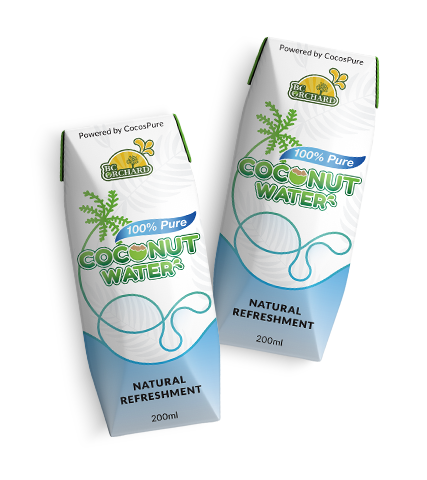 Powered by CocosPure
BC
ORCHARD
100% Pure
COCONUT
WATER
NATURAL
REFRESHMENT
200ml
Powered by CocosPure
BC
ORCHARD
100% Pure
COCONUT
WATER
NATURAL
REFRESHMENT
200ml